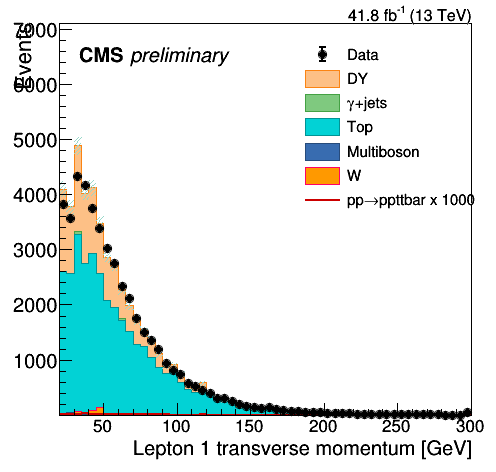 41.8 fb⁻¹ (13 TeV)
7000
Events
CMS preliminary
Data
6000
DY
γ+jets
5000
Top
Multiboson
4000
W
pp→ppttbar x 1000
3000
2000
1000
50 100 150 200 250 300
Lepton 1 transverse momentum [GeV]